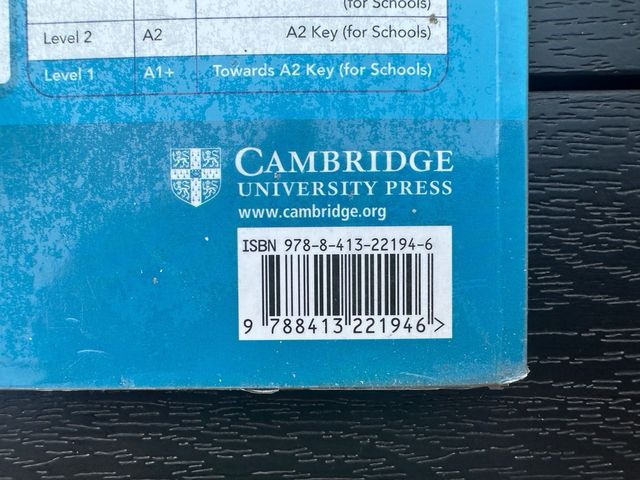 (for Schools)
Level 2 A2 A2 Key (for Schools)
Level 1 A1+ Towards A2 Key (for Schools)
CAMBRIDGE
UNIVERSITY PRESS
www.cambridge.org
ISBN 978-8-413-22194-6
9 788413 221946 >